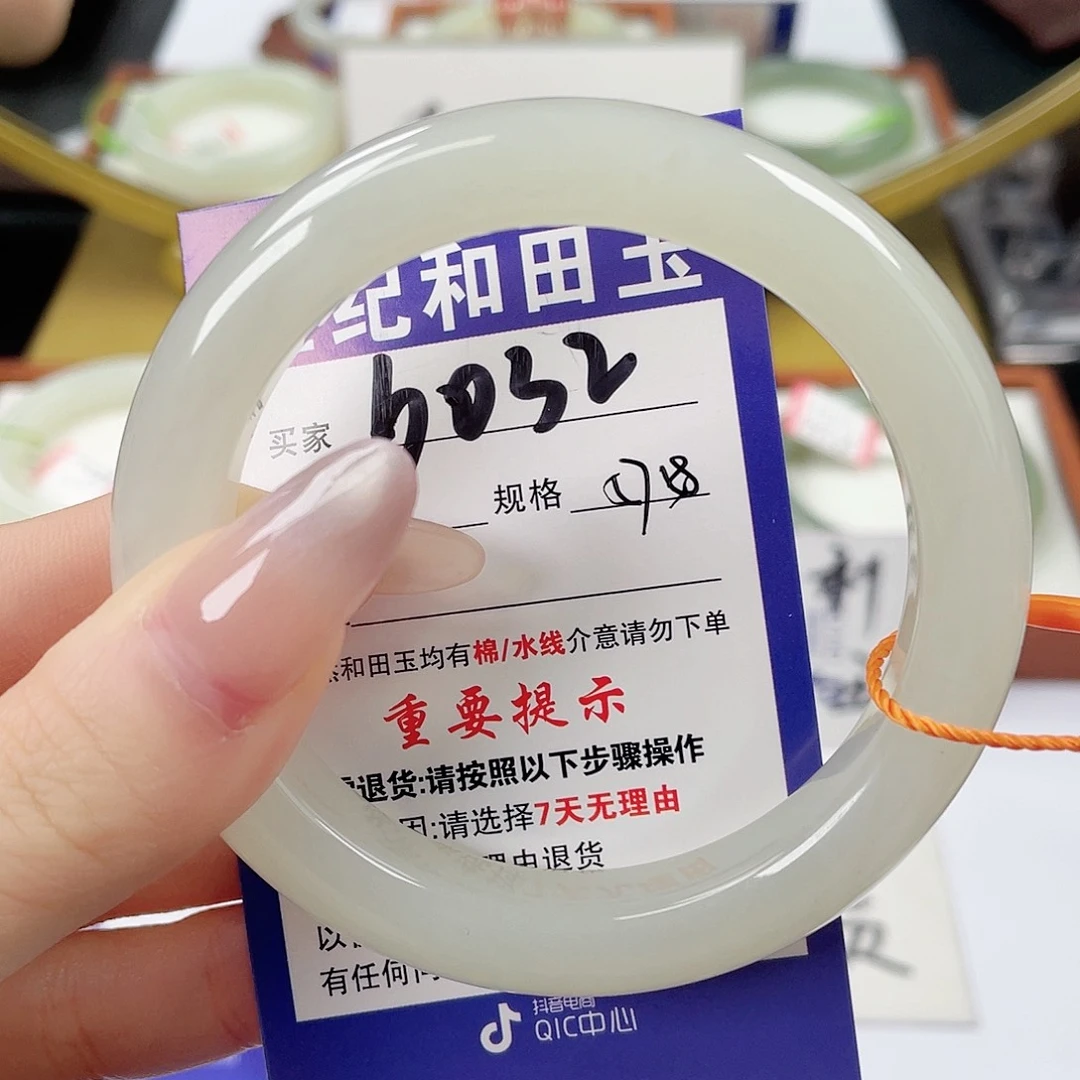 纪和田玉
买家 6032
规格
和田玉均有棉/水线介意请勿下单
重要提示
退货:请按照以下步骤操作
因:请选择7天无理由
理由退货
以
有任何问
抖音电商
QIC中心